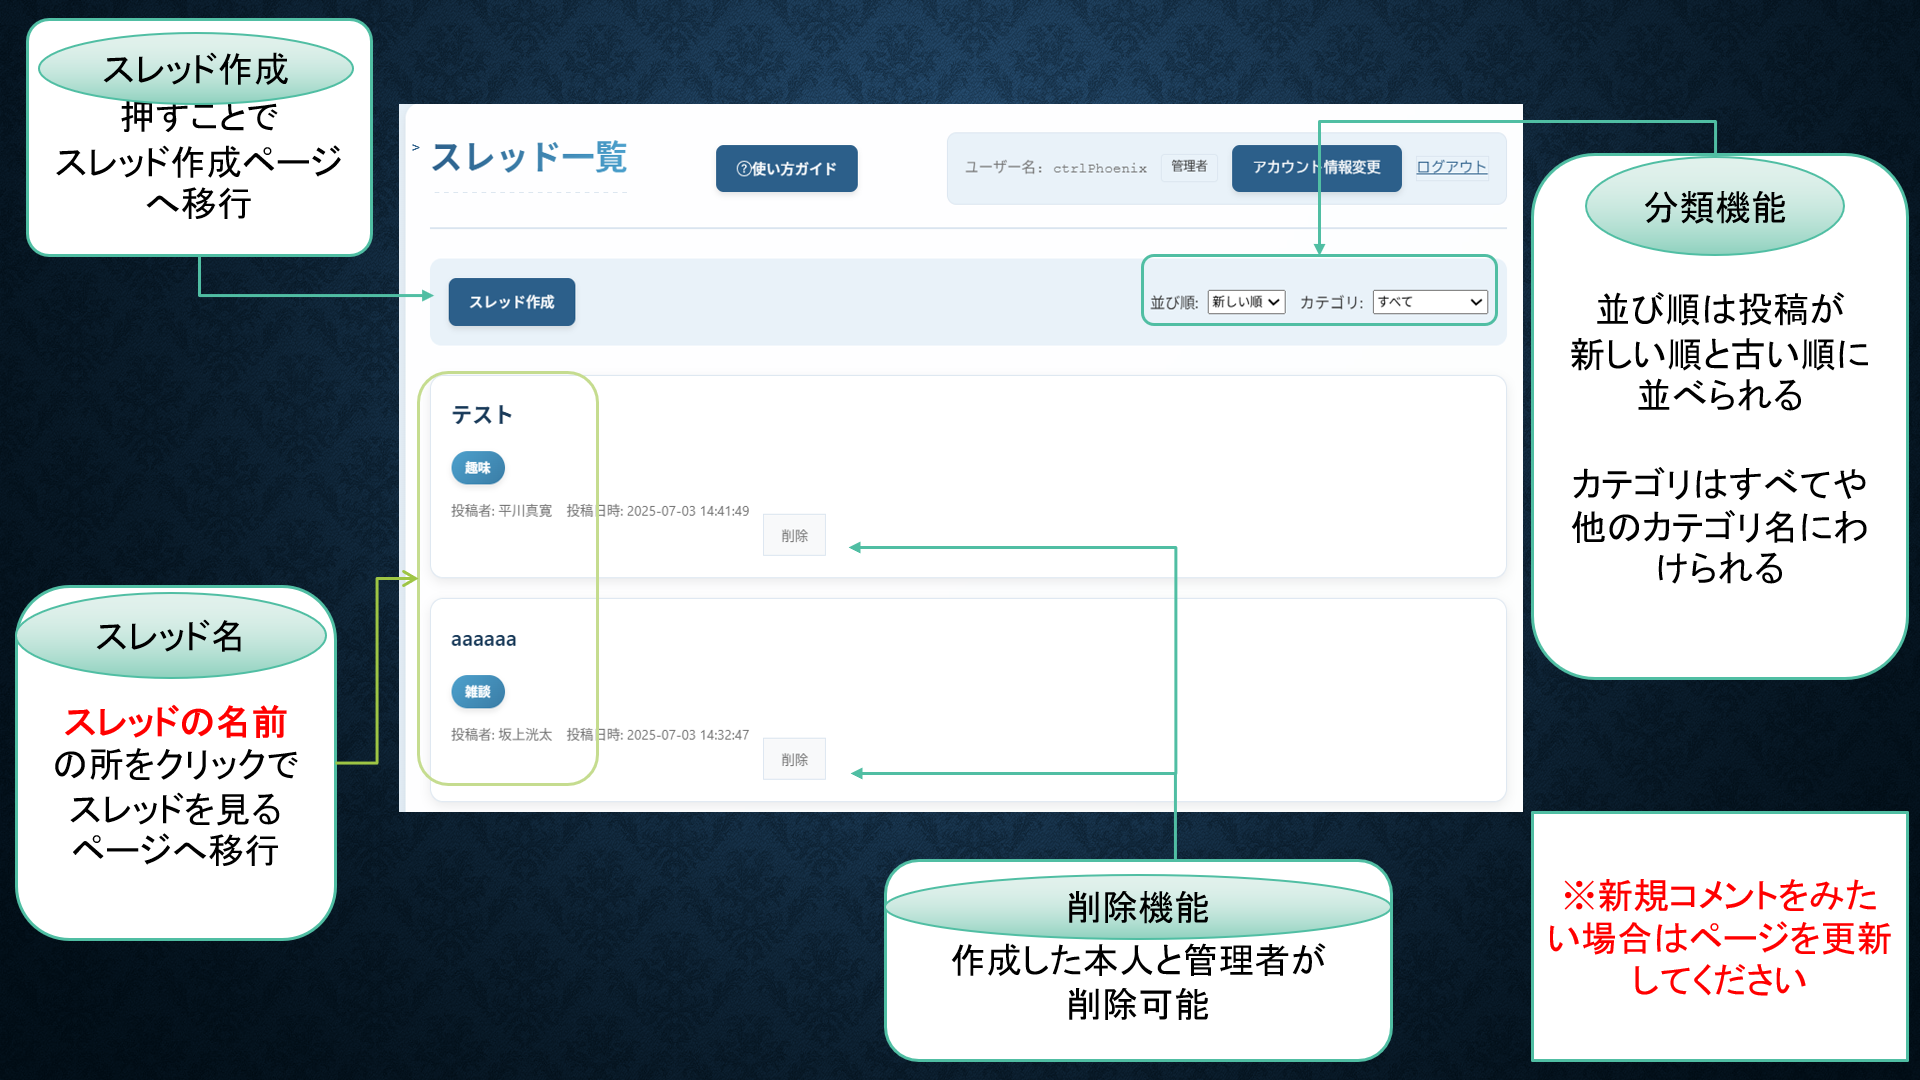 スレッド作成
押すことで
スレッド作成ページ
へ移行
> スレッド一覧
?使い方ガイド
ユーザー名: ctrlPhoenix
管理者
アカウント情報変更
ログアウト
スレッド作成
並び順: 新しい順
カテゴリ: すべて
テスト
趣味
投稿者: 平川真寛 投稿日時: 2025-07-03 14:41:49
削除
aaaaaa
雑談
投稿者: 坂上洸太 投稿日時: 2025-07-03 14:32:47
削除
分類機能
並び順は投稿が
新しい順と古い順に
並べられる
カテゴリはすべてや
他のカテゴリ名にわ
けられる
スレッド名
スレッドの名前
の所をクリックで
スレッドを見る
ページへ移行
削除機能
作成した本人と管理者が
削除可能
※新規コメントをみた
い場合はページを更新
してください